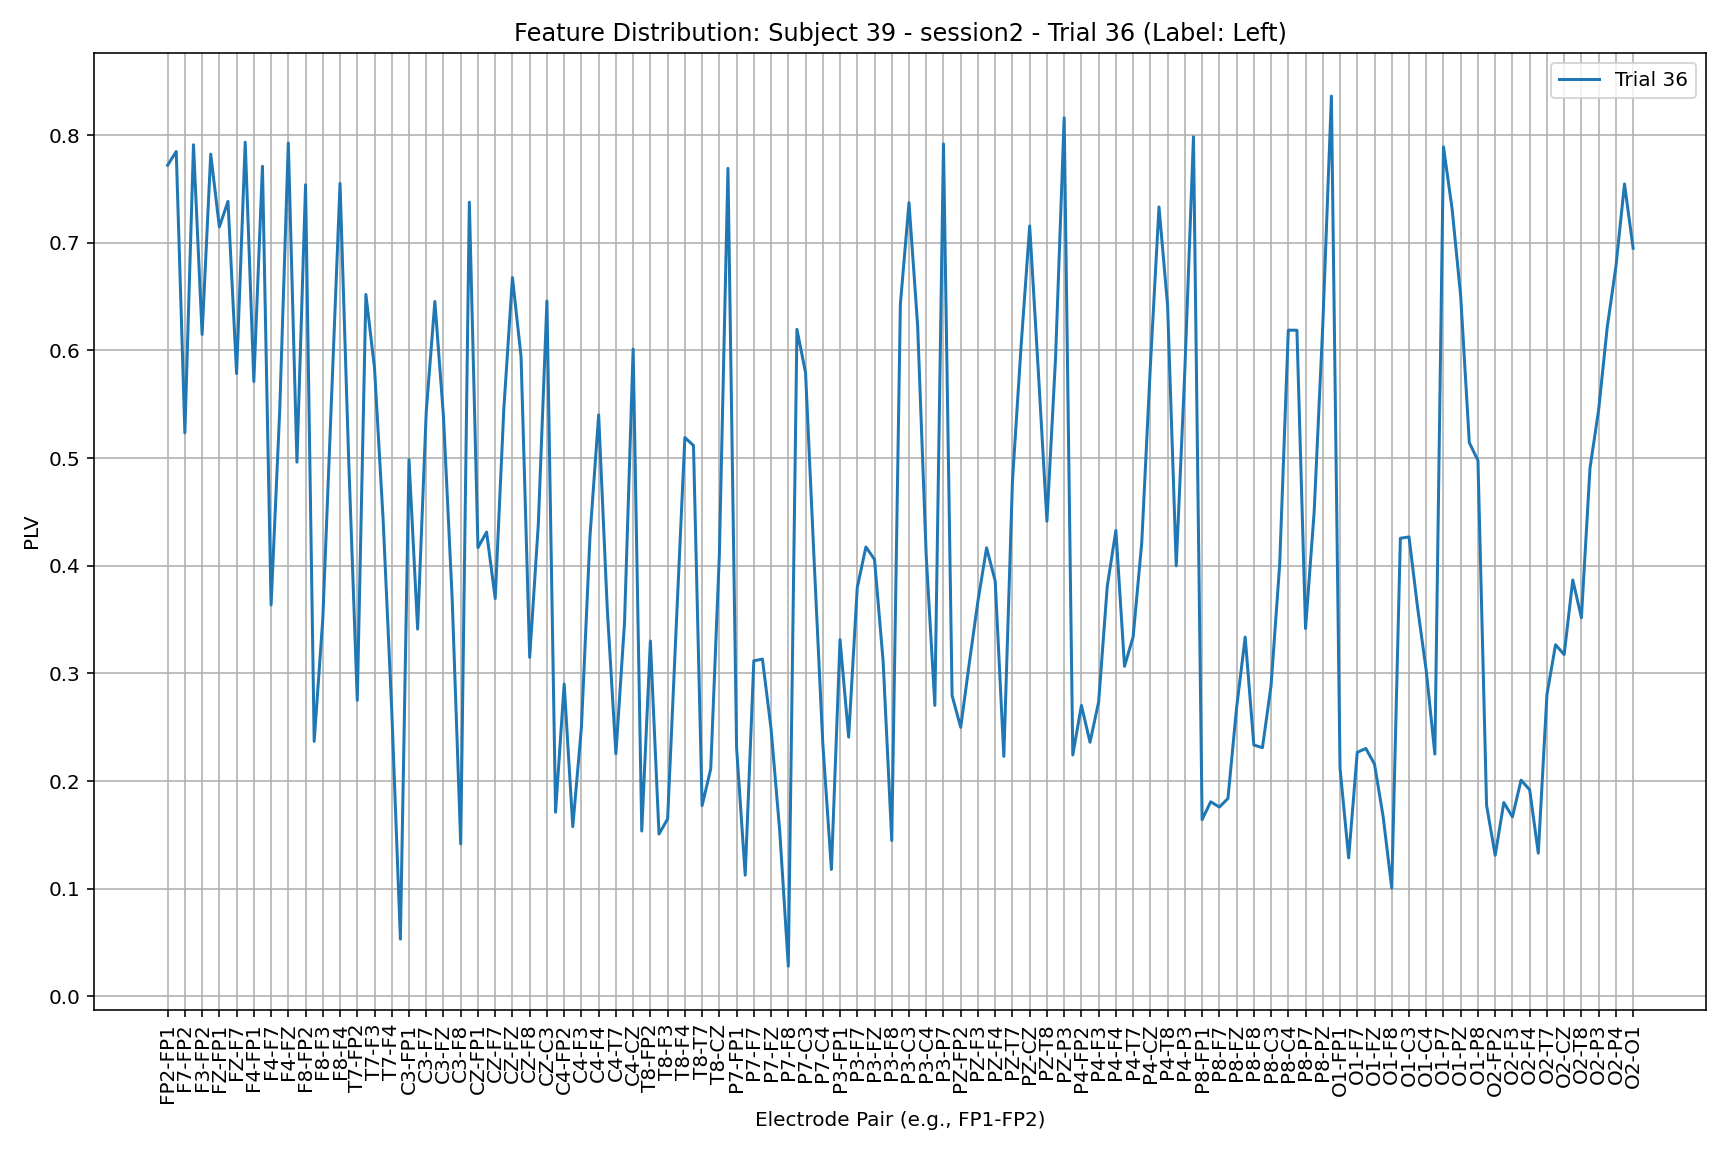 Feature Distribution: Subject 39 - session2 - Trial 36 (Label: Left)
Trial 36
PLV
0.8
0.7
0.6
0.5
0.4
0.3
0.2
0.1
0.0
FP2-FP1
F7-FP2
F3-FP2
FZ-FP1
FZ-F7
F4-FP1
F4-F7
F4-FZ
F8-FP2
F8-F3
F8-F4
T7-FP2
T7-F3
T7-F4
C3-FP1
C3-F7
C3-FZ
C3-F8
CZ-FP1
CZ-F7
CZ-FZ
CZ-F8
CZ-C3
C4-FP2
C4-F3
C4-F4
C4-T7
C4-CZ
T8-FP2
T8-F3
T8-F4
T8-T7
T8-CZ
P7-FP1
P7-F7
P7-FZ
P7-F8
P7-C3
P7-C4
P3-FP1
P3-F7
P3-FZ
P3-F8
P3-C3
P3-C4
P3-P7
PZ-FP2
PZ-F3
PZ-F4
PZ-T7
PZ-CZ
PZ-T8
PZ-P3
P4-FP2
P4-F3
P4-F4
P4-T7
P4-CZ
P4-T8
P4-P3
P8-FP1
P8-F7
P8-FZ
P8-F8
P8-C3
P8-C4
P8-P7
P8-PZ
O1-FP1
O1-F7
O1-FZ
O1-F8
O1-C3
O1-C4
O1-P7
O1-PZ
O1-P8
O2-FP2
O2-F3
O2-F4
O2-T7
O2-CZ
O2-T8
O2-P3
O2-P4
O2-O1
Electrode Pair (e.g., FP1-FP2)